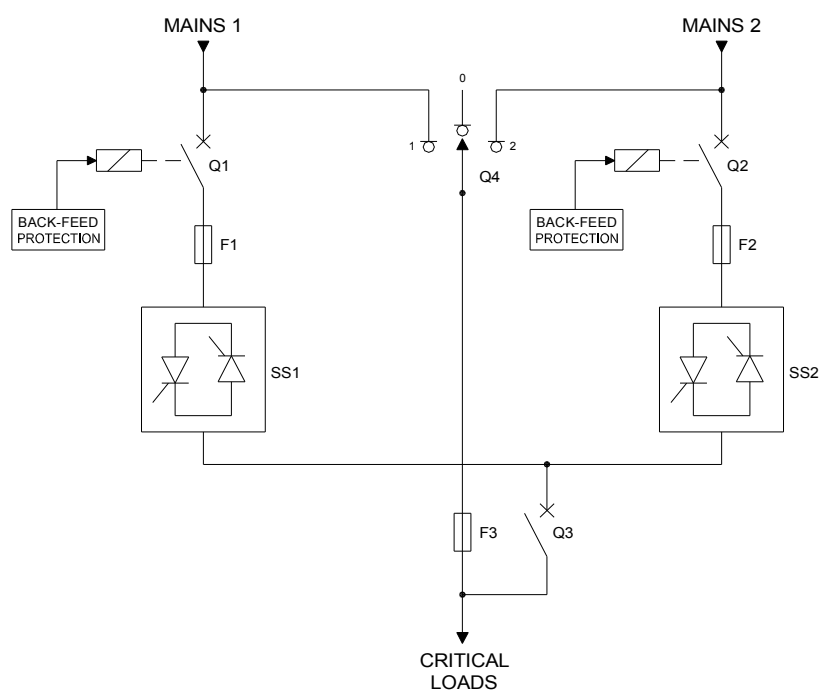 MAINS 1
MAINS 2
0
1
2
Q1
Q4
Q2
BACK-FEED
PROTECTION
F1
BACK-FEED
PROTECTION
F2
SS1
SS2
F3
Q3
CRITICAL
LOADS